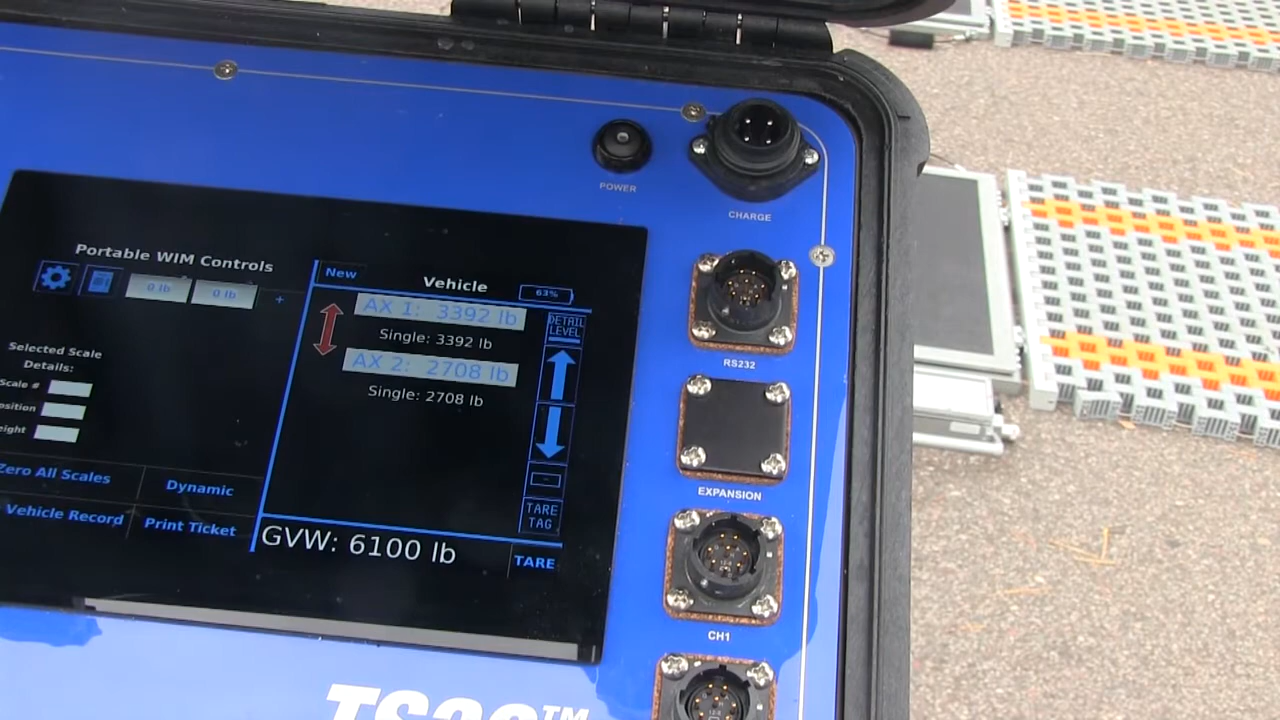 POWER
CHARGE
Portable WIM Controls
0 lb
0 lb
+
New
Vehicle
63%
AX 1: 3392 lb
Single: 3392 lb
AX 2: 2708 lb
Single: 2708 lb
DETAIL
LEVEL
Selected Scale
Details:
Scale #
osition
eight
Zero All Scales
Dynamic
Vehicle Record
Print Ticket
TARE
TAG
GVW: 6100 lb
TARE
RS232
EXPANSION
CH1